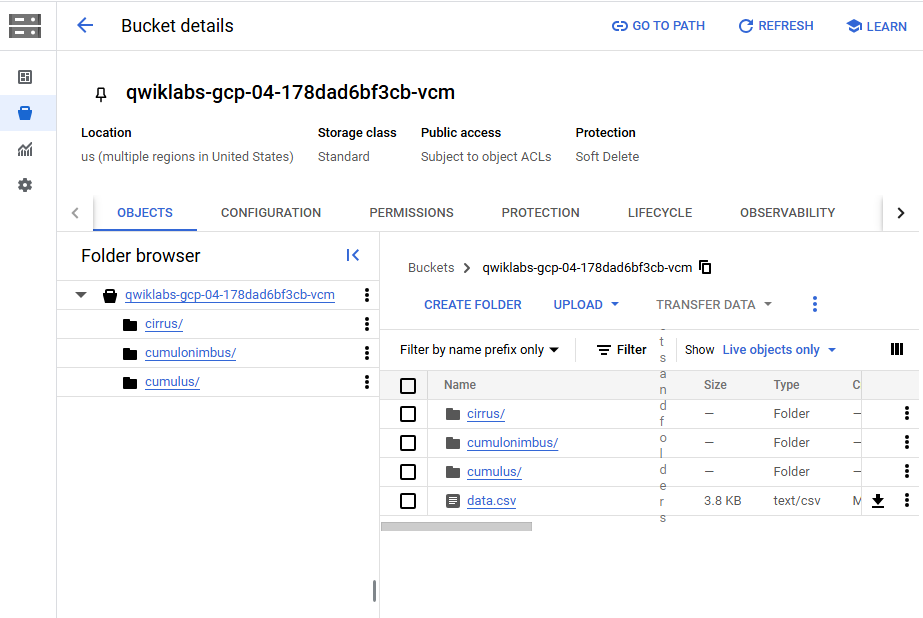 Bucket details
GO TO PATH
REFRESH
LEARN
qwiklabs-gcp-04-178dad6bf3cb-vcm
Location
Storage class
Public access
Protection
us (multiple regions in United States)
Standard
Subject to object ACLs
Soft Delete
OBJECTS
CONFIGURATION
PERMISSIONS
PROTECTION
LIFECYCLE
OBSERVABILITY
Folder browser
qwiklabs-gcp-04-178dad6bf3cb-vcm
cirrus/
cumulonimbus/
cumulus/
Buckets
qwiklabs-gcp-04-178dad6bf3cb-vcm
CREATE FOLDER
UPLOAD
TRANSFER DATA
Filter by name prefix only
Filter
t
s
a
n
d
f
o
l
d
e
r
s
Show
Live objects only
Name
Size
Type
C
cirrus/
—
Folder
—
cumulonimbus/
—
Folder
—
cumulus/
—
Folder
—
data.csv
3.8 KB
text/csv